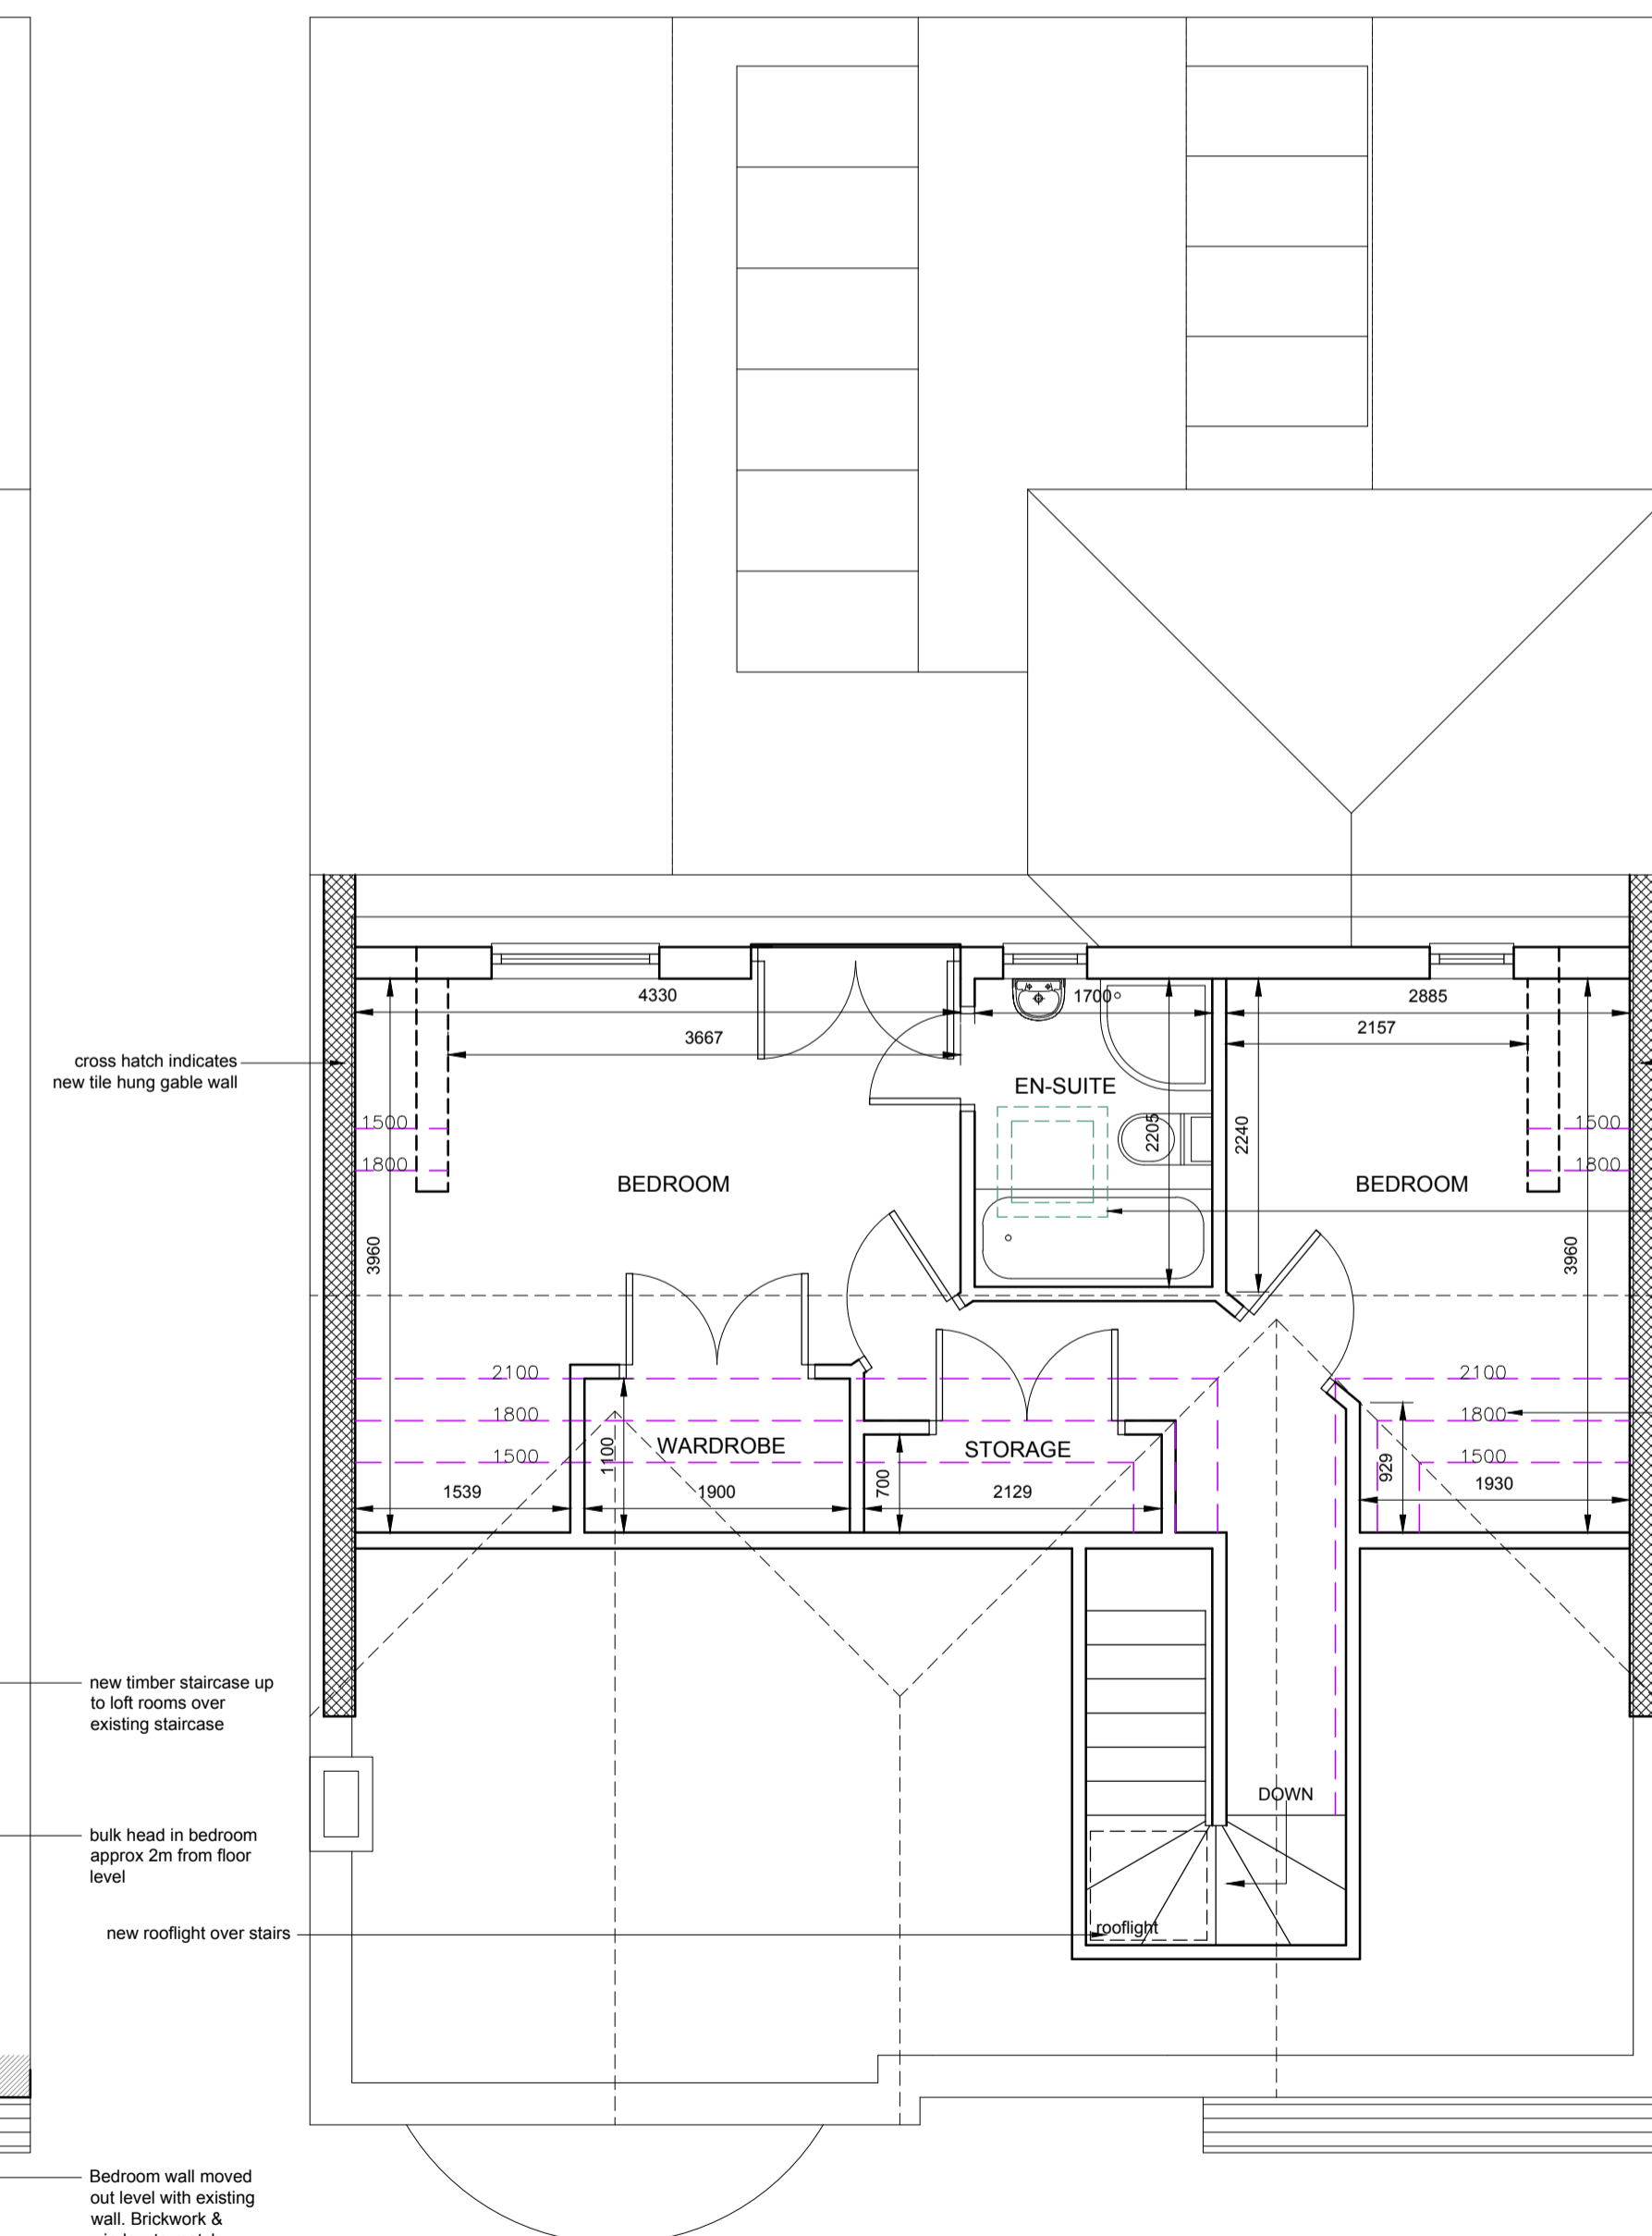 4330
1700
2885
3667
2157
cross hatch indicates
new tile hung gable wall
EN-SUITE
1500
2205
2240
1500
1800
1800
BEDROOM
BEDROOM
3960
3960
2100
2100
1800
1800
WARDROBE
STORAGE
1100
1500
1500
700
929
1539
1900
2129
1930
new timber staircase up
to loft rooms over
existing staircase
DOWN
bulk head in bedroom
approx 2m from floor
level
rooflight
new rooflight over stairs
Bedroom wall moved
out level with existing
wall. Brickwork &